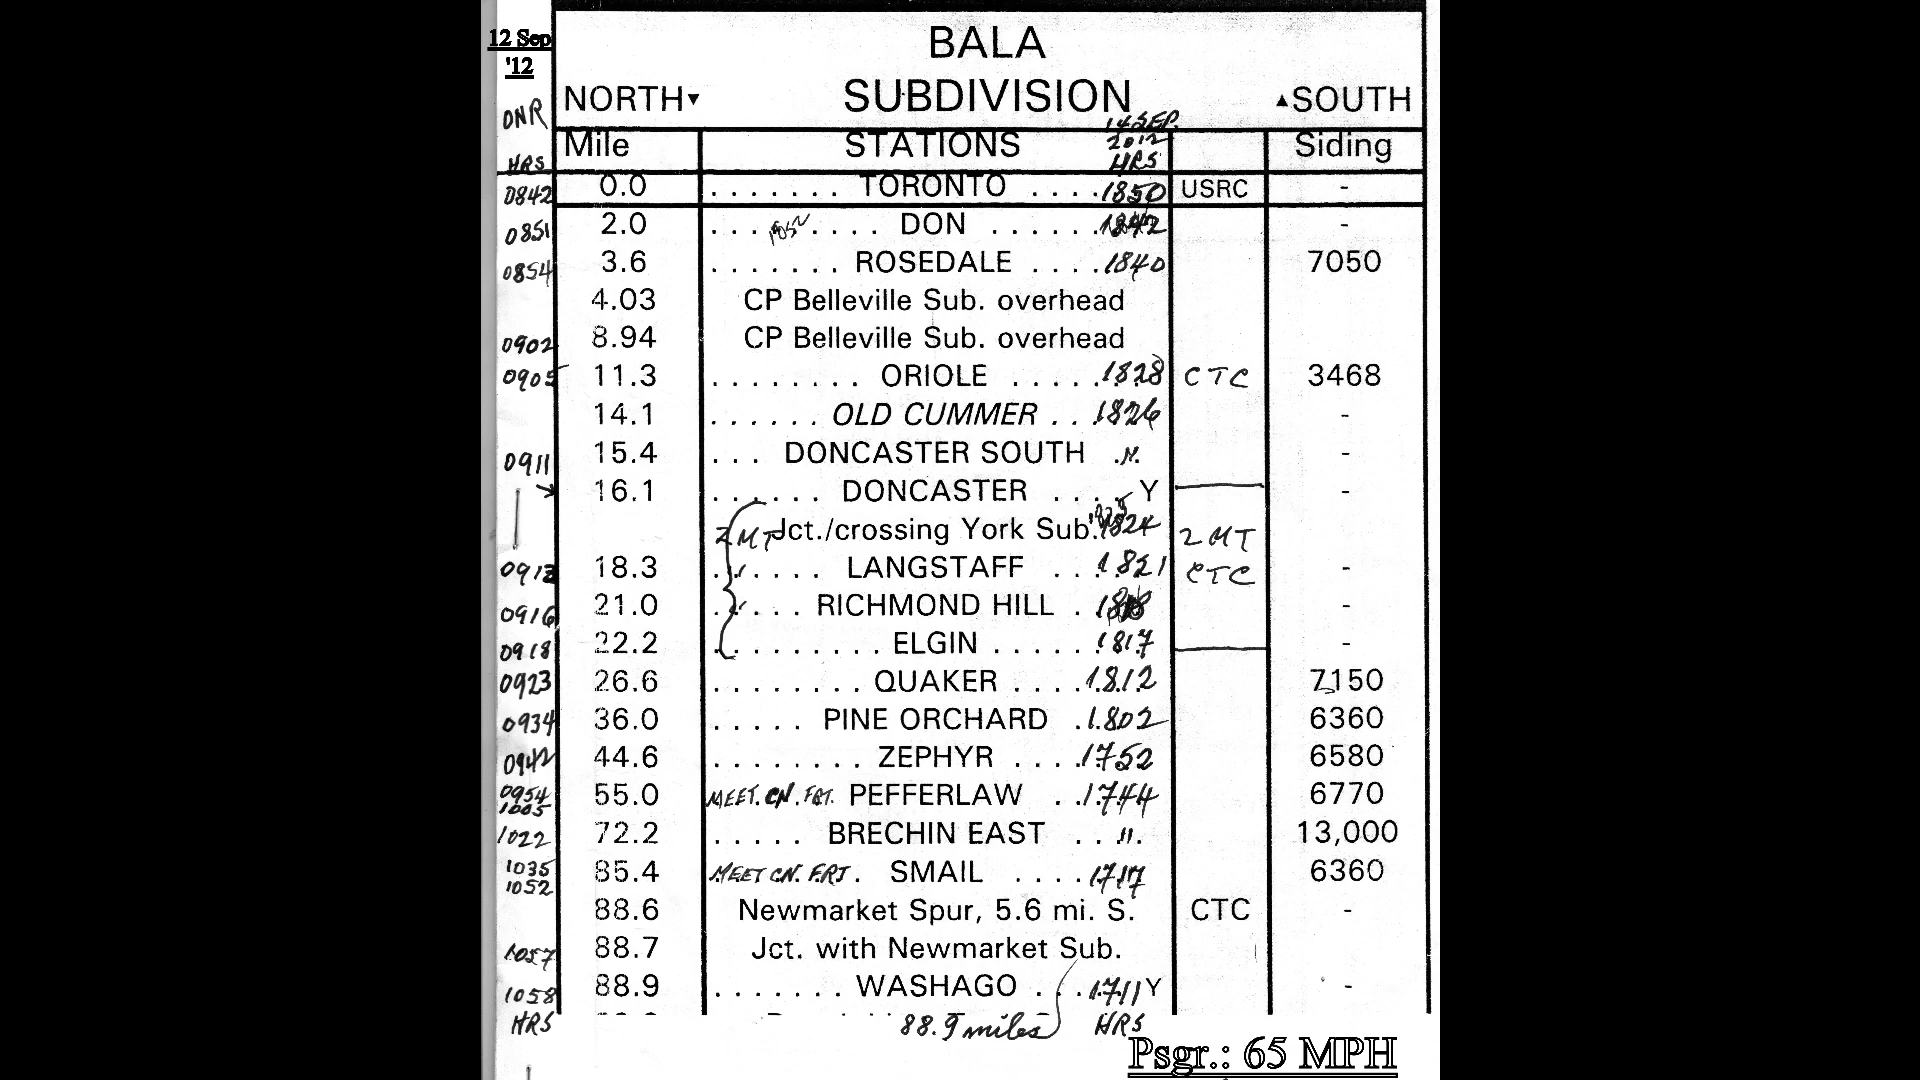 12 Sep
'12
BALA
NORTH▾ SUBDIVISION ▴SOUTH
DNR
14 SEP.
Mile STATIONS 2012 Siding
HRS HRS
0842 0.0 . . . . . . . TORONTO . . . . 1850 USRC -
0851 2.0 . . . 1852 . . . . DON . . . . . . 1842 -
0854 3.6 . . . . . . . ROSEDALE . . . . 1840 7050
4.03 CP Belleville Sub. overhead
0902 8.94 CP Belleville Sub. overhead
0905 11.3 . . . . . . . . ORIOLE . . . . . 1828 CTC 3468
14.1 . . . . . . OLD CUMMER . . . 1826 -
0911 15.4 . . . DONCASTER SOUTH . -
16.1 . . . . . . DONCASTER . . . . Y -
2 MT Jct./crossing York Sub. 1824 2 MT
0913 18.3 . . . . . . LANGSTAFF . . . . 1821 CTC -
0916 21.0 . . . . . RICHMOND HILL . -
0918 22.2 . . . . . . . . . ELGIN . . . . . . 1817 -
0923 26.6 . . . . . . . . QUAKER . . . . 1812 7150
0934 36.0 . . . . . PINE ORCHARD . 1802 6360
0942 44.6 . . . . . . . . ZEPHYR . . . . 1752 6580
0954 55.0 MEET. CN. FRT. PEFFERLAW . . 1744 6770
1005
1022 72.2 . . . . . BRECHIN EAST . . . " . 13,000
1035 85.4 MEET CN. FRT. SMAIL . . . . 1717 6360
1052
88.6 Newmarket Spur, 5.6 mi. S. CTC -
1057 88.7 Jct. with Newmarket Sub.
1058 88.9 . . . . . . . WASHAGO . . . 1711 Y -
HRS 88.9 miles HRS
Psgr.: 65 MPH